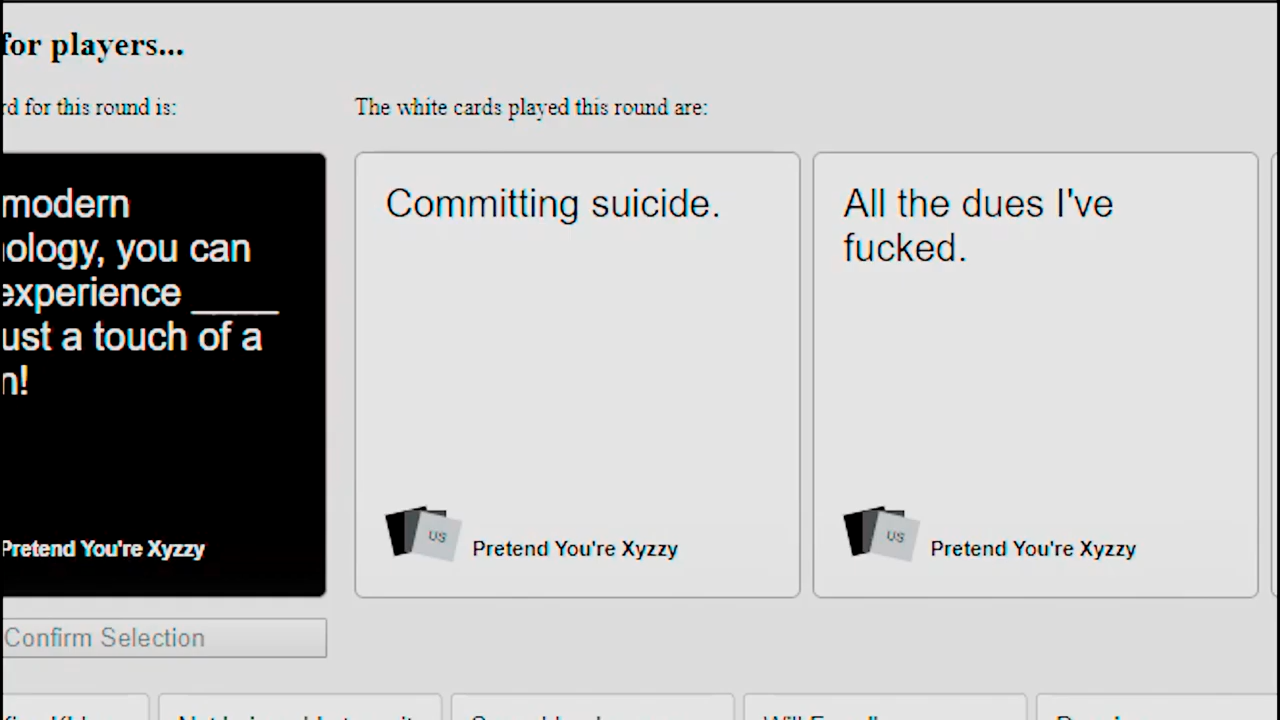 for players...
rd for this round is:
The white cards played this round are:
modern
ology, you can
experience ____
ust a touch of a
n!
Pretend You're Xyzzy
Committing suicide.
US
Pretend You're Xyzzy
All the dues I've
fucked.
US
Pretend You're Xyzzy
Confirm Selection